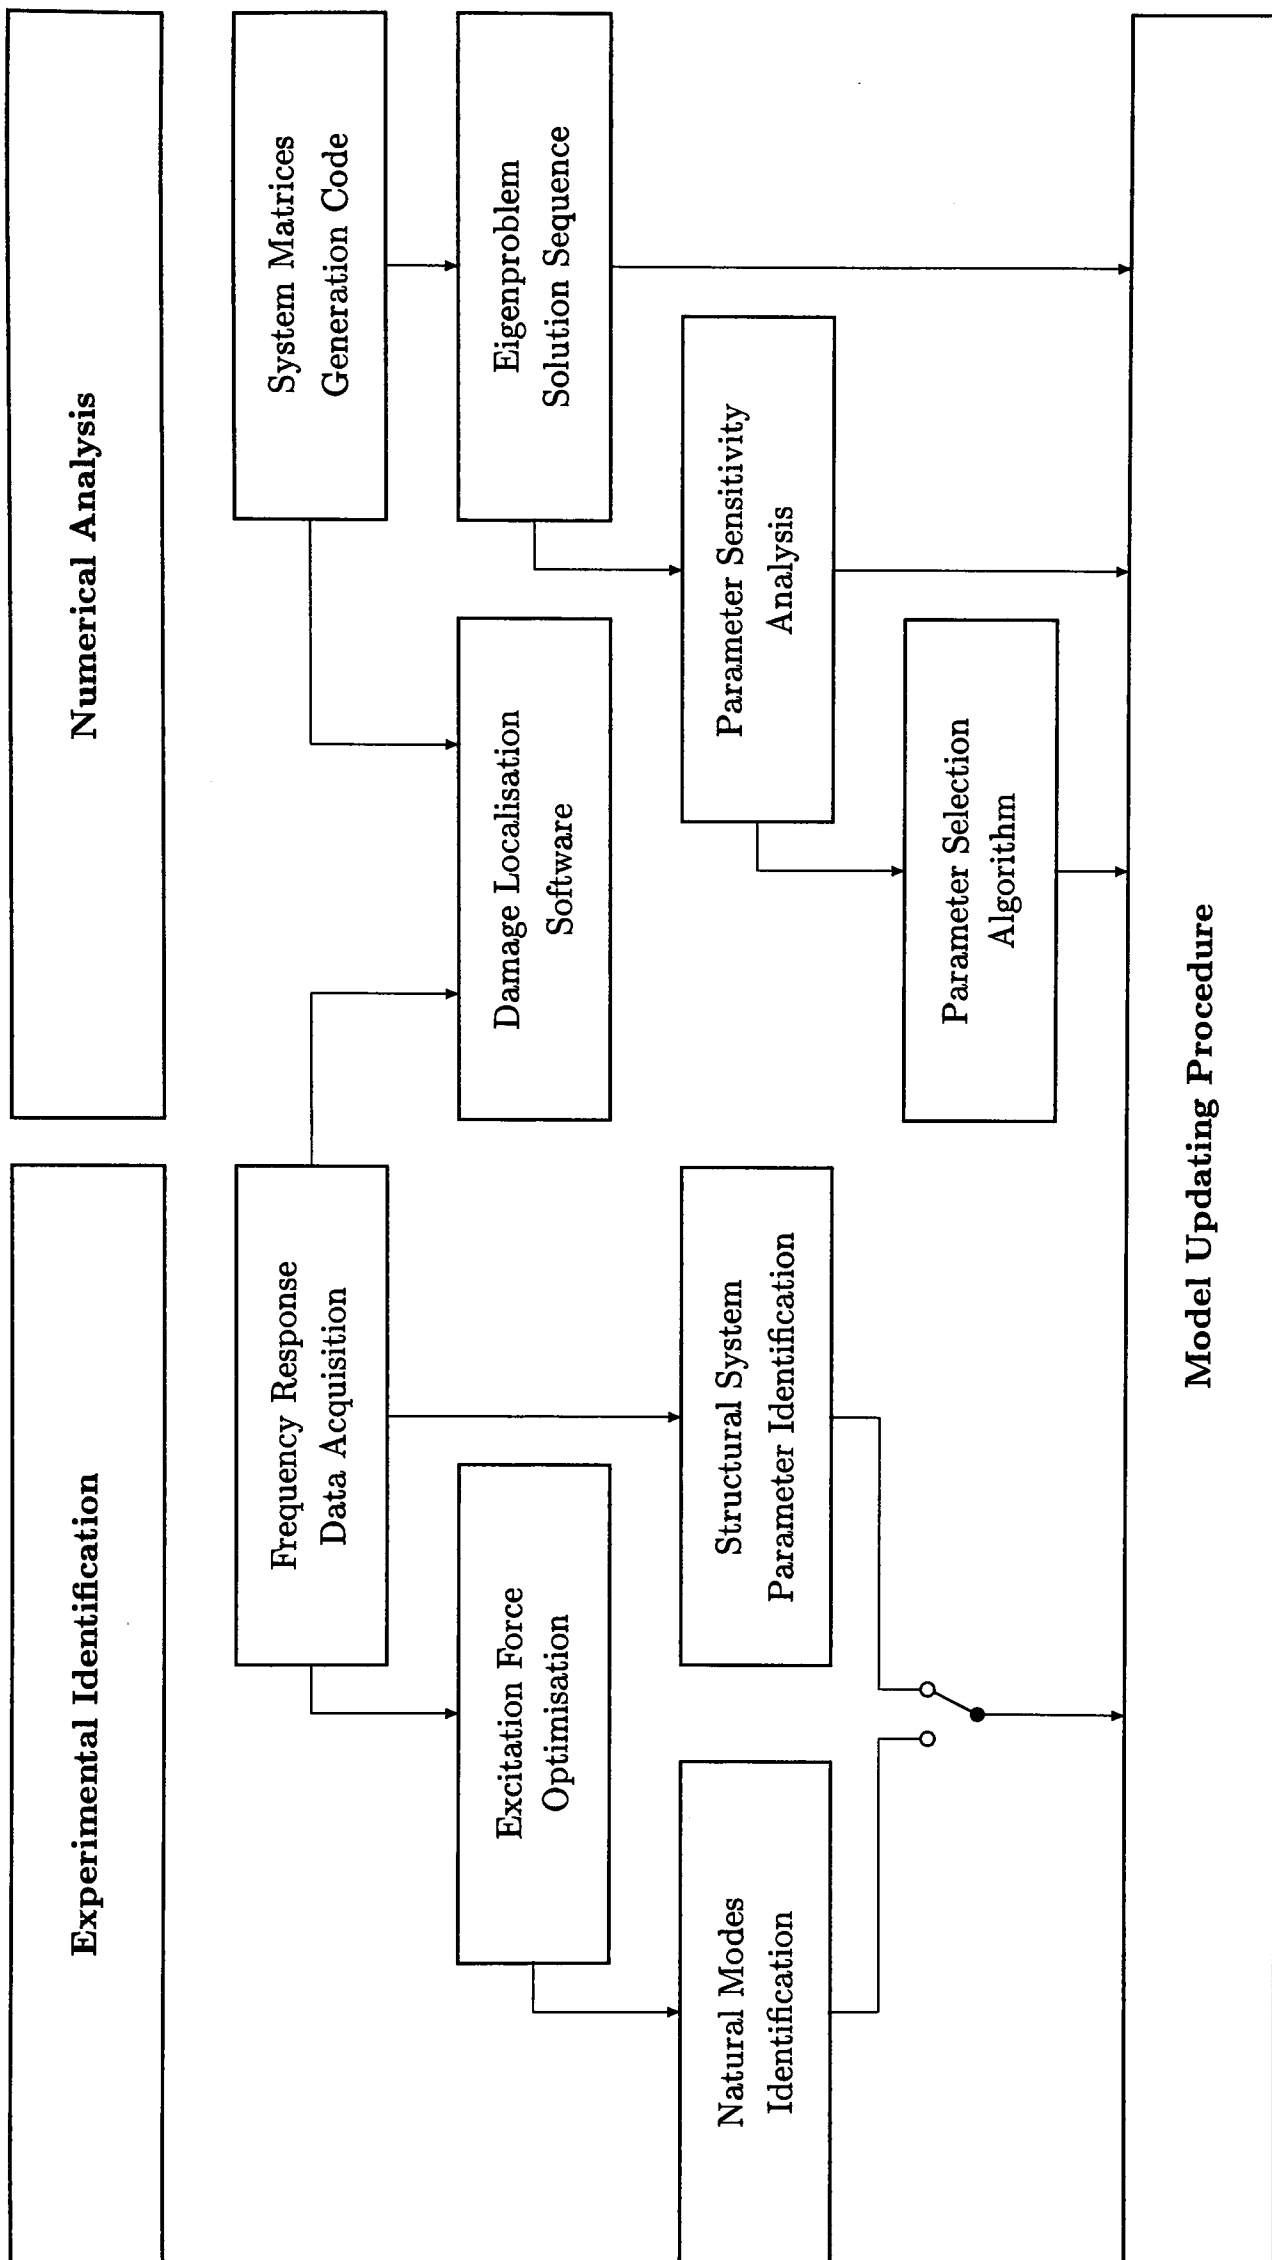 Experimental Identification
Numerical Analysis
Frequency Response
Data Acquisition
System Matrices
Generation Code
Excitation Force
Optimisation
Damage Localisation
Software
Eigenproblem
Solution Sequence
Natural Modes
Identification
Structural System
Parameter Identification
Parameter Sensitivity
Analysis
Parameter Selection
Algorithm
Model Updating Procedure